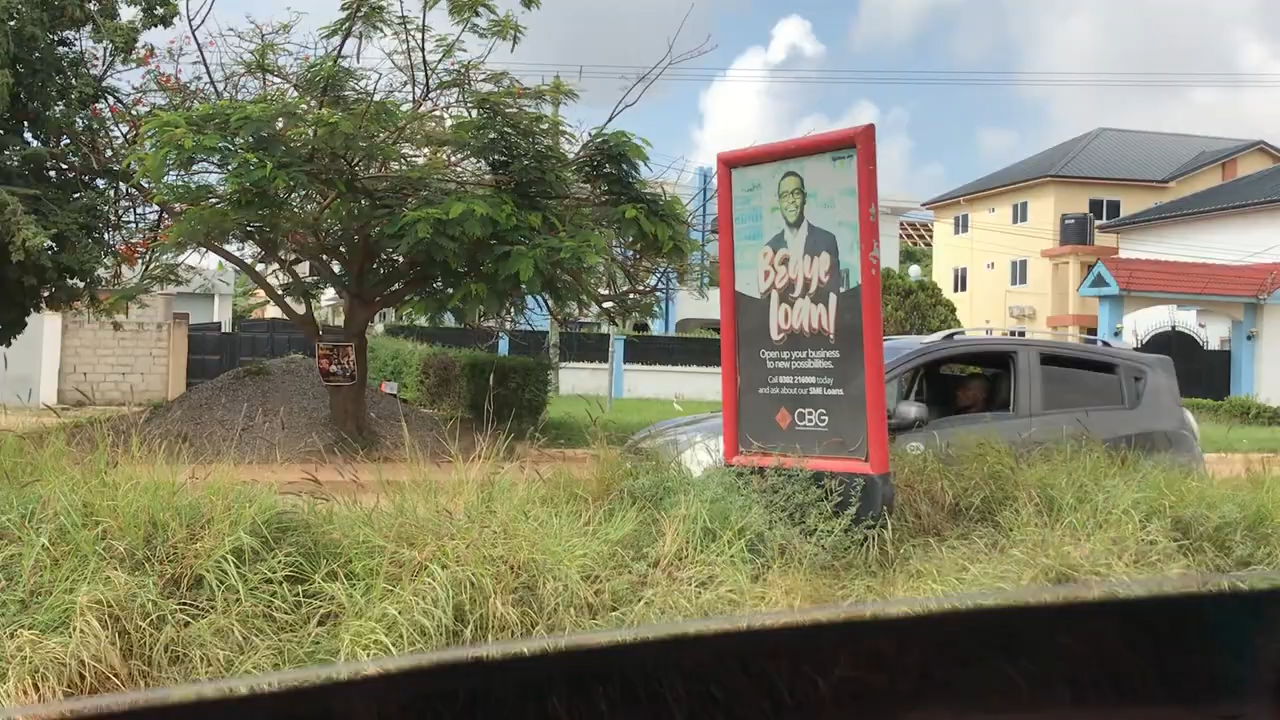 BEgye
Loan!
Open up your business
to new possibilities.
Call 0302 216000 today
and ask about our SME Loans.
CBG